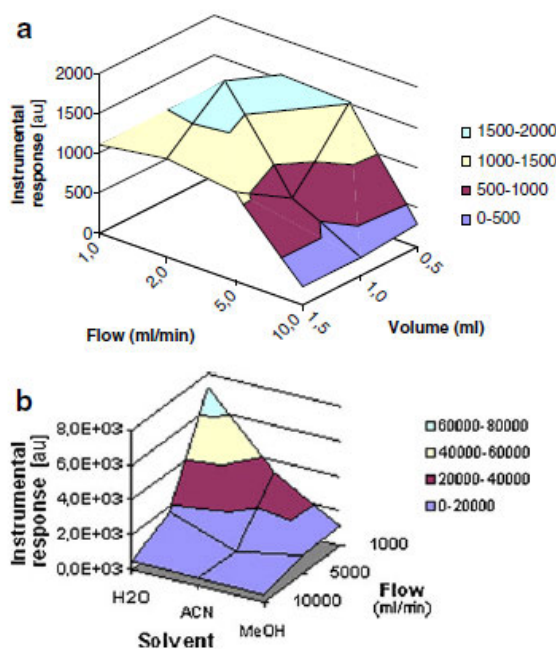 a
Instrumental
response [au]
2000
1500
1000
500
0
1,0
2,0
5,0
10,0
Flow (ml/min)
1,5
1,0
0,5
Volume (ml)
1500-2000
1000-1500
500-1000
0-500
b
Instrumental
response [au]
8,0E+03
6,0E+03
4,0E+03
2,0E+03
0,0E+03
H2O
ACN
MeOH
Solvent
10000
5000
1000
Flow
(ml/min)
60000-80000
40000-60000
20000-40000
0-20000